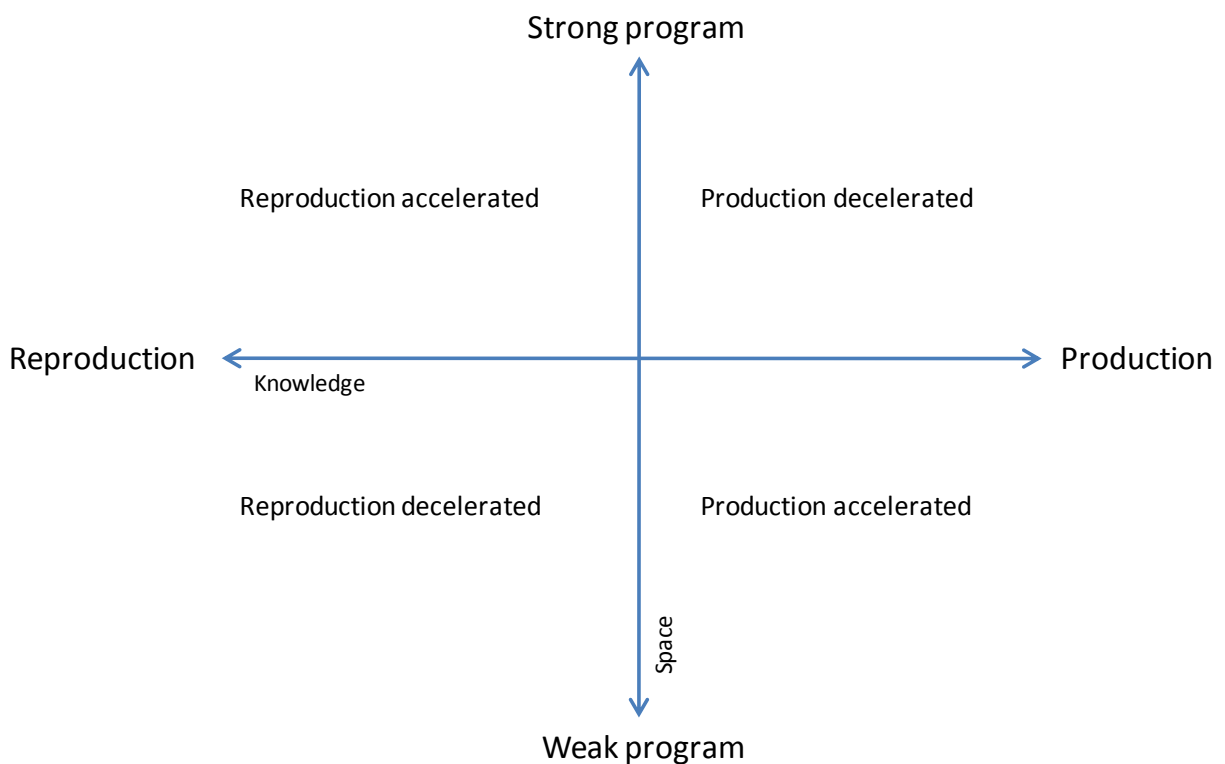 Strong program
Reproduction accelerated
Production decelerated
Reproduction
Production
Knowledge
Reproduction decelerated
Production accelerated
Space
Weak program